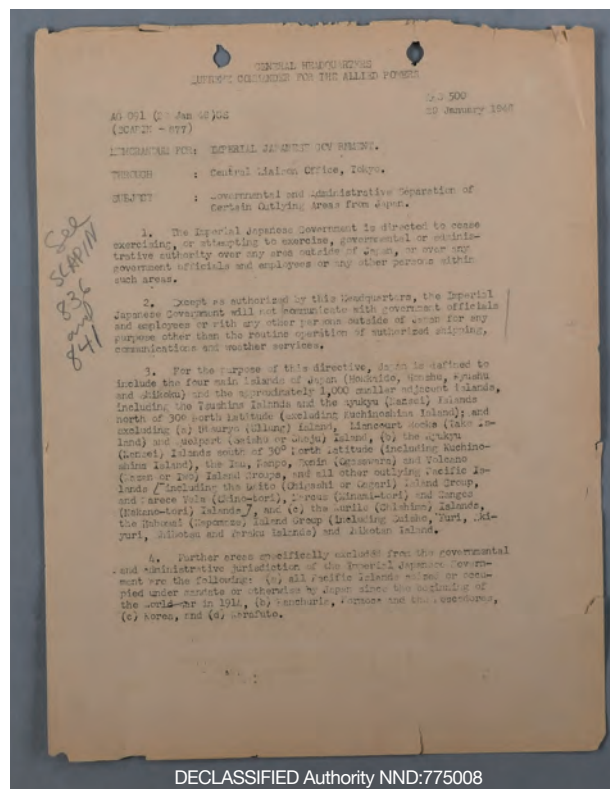 GENERAL HEADQUARTERS
SUPREME COMMANDER FOR THE ALLIED POWERS
APO 500
29 January 1946
AG 091 (29 Jan 46)GS
(SCAPIN - 677)
MEMORANDUM FOR: IMPERIAL JAPANESE GOVERNMENT.
THROUGH : Central Liaison Office, Tokyo.
SUBJECT : Governmental and Administrative Separation of
Certain Outlying Areas from Japan.
See
SCAPIN
836
and
841
1. The Imperial Japanese Government is directed to cease
exercising, or attempting to exercise, governmental or adminis-
trative authority over any area outside of Japan, or over any
government officials and employees or any other persons within
such areas.
2. Except as authorized by this Headquarters, the Imperial
Japanese Government will not communicate with government officials
and employees or with any other persons outside of Japan for any
purpose other than the routine operation of authorized shipping,
communications and weather services.
3. For the purpose of this directive, Japan is defined to
include the four main islands of Japan (Hokkaido, Honshu, Kyushu
and Shikoku) and the approximately 1,000 smaller adjacent islands,
including the Tsushima Islands and the Ryukyu (Nansei) Islands
north of 30° North Latitude (excluding Kuchinoshima Island); and
excluding (a) Utsuryo (Ullung) Island, Liancourt Rocks (Take Is-
land) and Quelpart (Saishu or Cheju) Island, (b) the Ryukyu
(Nansei) Islands south of 30° North Latitude (including Kuchino-
shima Island), the Izu, Nanpo, Bonin (Ogasawara) and Volcano
(Kazan or Iwo) Island Groups, and all other outlying Pacific Is-
lands [including the Daito (Ohigashi or Oagari) Island Group,
and Parece Vela (Okino-tori), Marcus (Minami-tori) and Ganges
(Nakano-tori) Islands], and (c) the Kurile (Chishima) Islands,
the Habomai (Hapomaze) Island Group (including Suisho, Yuri, Aki-
yuri, Shibotsu and Taraku Islands) and Shikotan Island.
4. Further areas specifically excluded from the governmental
and administrative jurisdiction of the Imperial Japanese Govern-
ment are the following: (a) all Pacific Islands seized or occu-
pied under mandate or otherwise by Japan since the beginning of
the World War in 1914, (b) Manchuria, Formosa and the Pescadores,
(c) Korea, and (d) Karafuto.
DECLASSIFIED Authority NND:775008